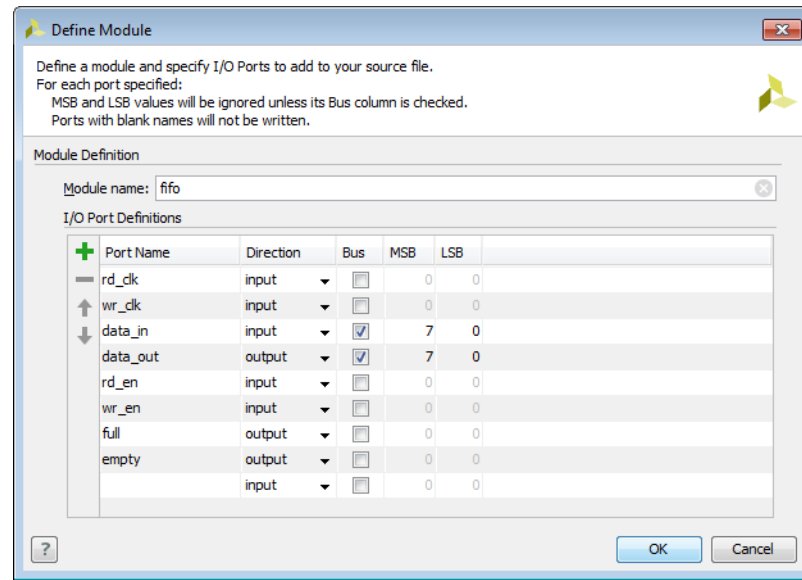 Define Module
Define a module and specify I/O Ports to add to your source file.
For each port specified:
MSB and LSB values will be ignored unless its Bus column is checked.
Ports with blank names will not be written.
Module Definition
Module name: fifo
I/O Port Definitions
Port Name Direction Bus MSB LSB
rd_clk input 0 0
wr_clk input 0 0
data_in input 7 0
data_out output 7 0
rd_en input 0 0
wr_en input 0 0
full output 0 0
empty output 0 0
input 0 0
? OK Cancel